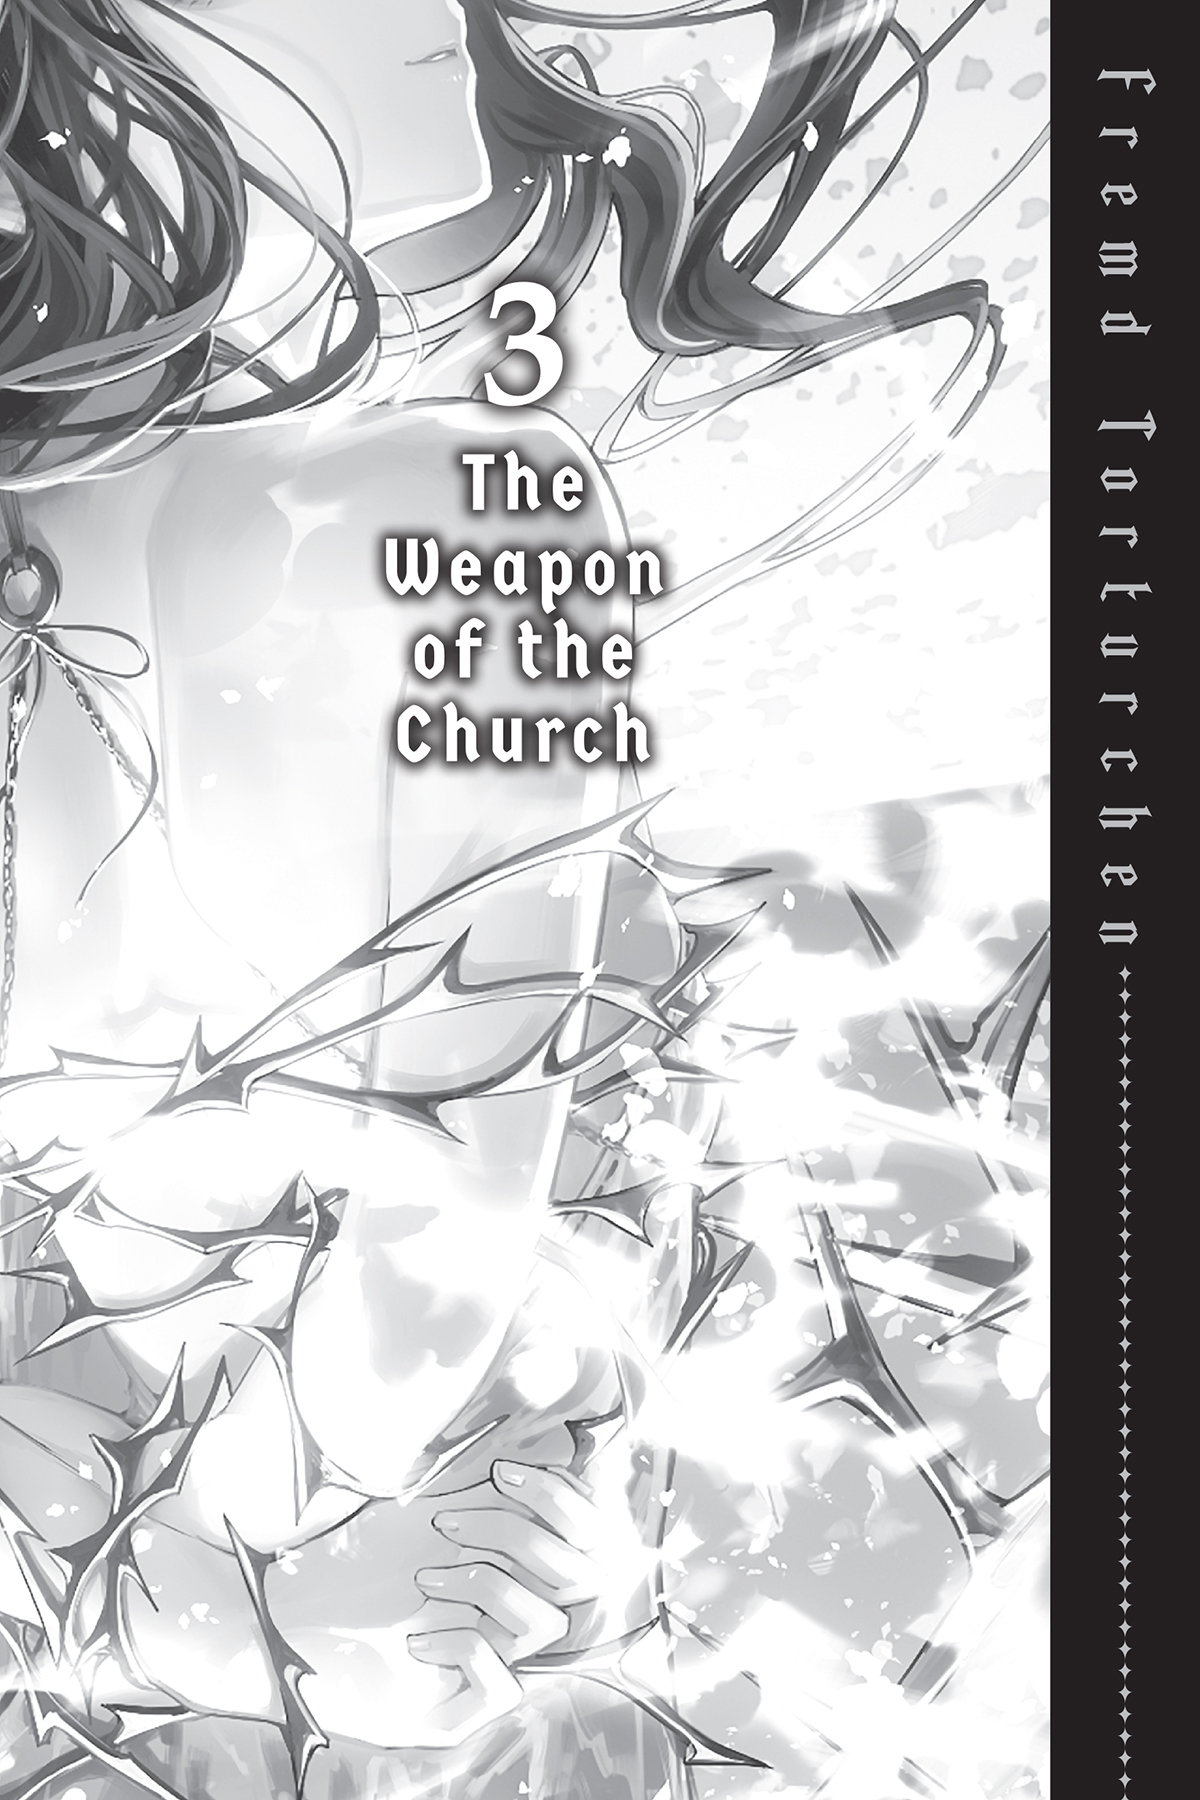 3
The
Weapon
of the
Church
Fremd Torturchen